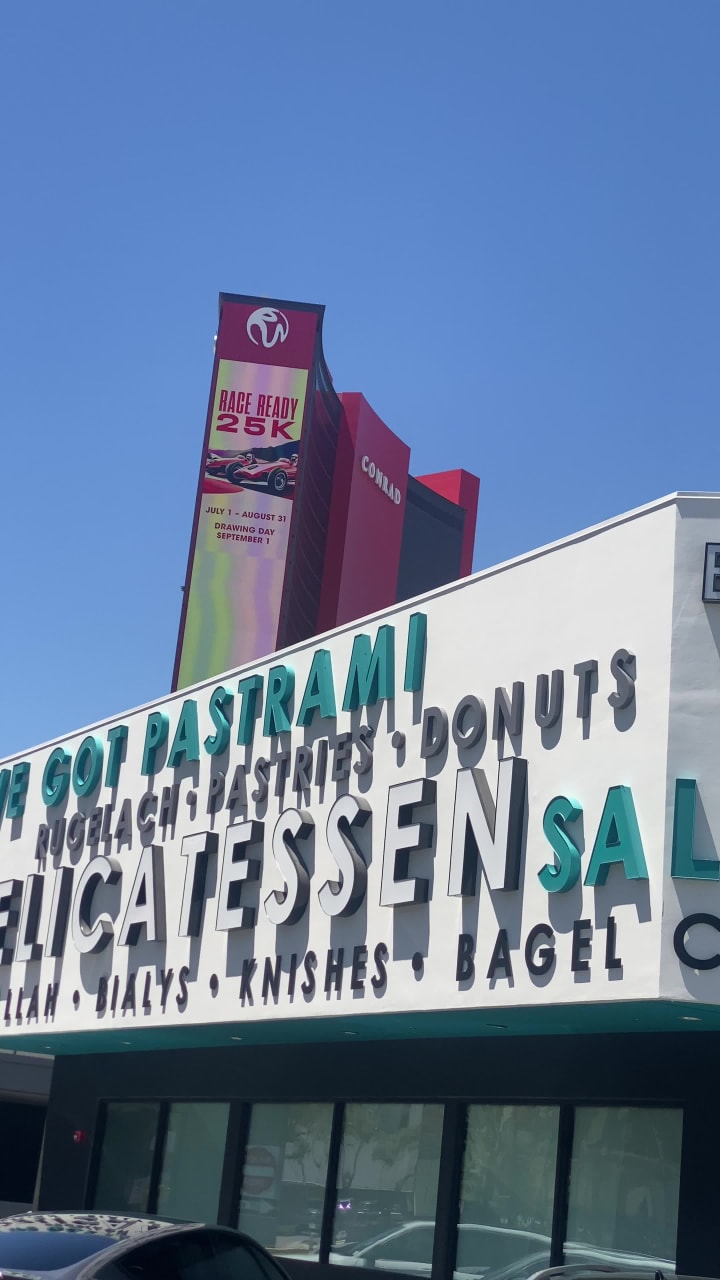 RACE READY
25K
JULY 1 - AUGUST 31
DRAWING DAY
SEPTEMBER 1
CONRAD
GOT PASTRAMI
RUGELACH • PASTRIES • DONUTS
ELICATESSEN SAL
LLAH • BIALYS • KNISHES • BAGEL